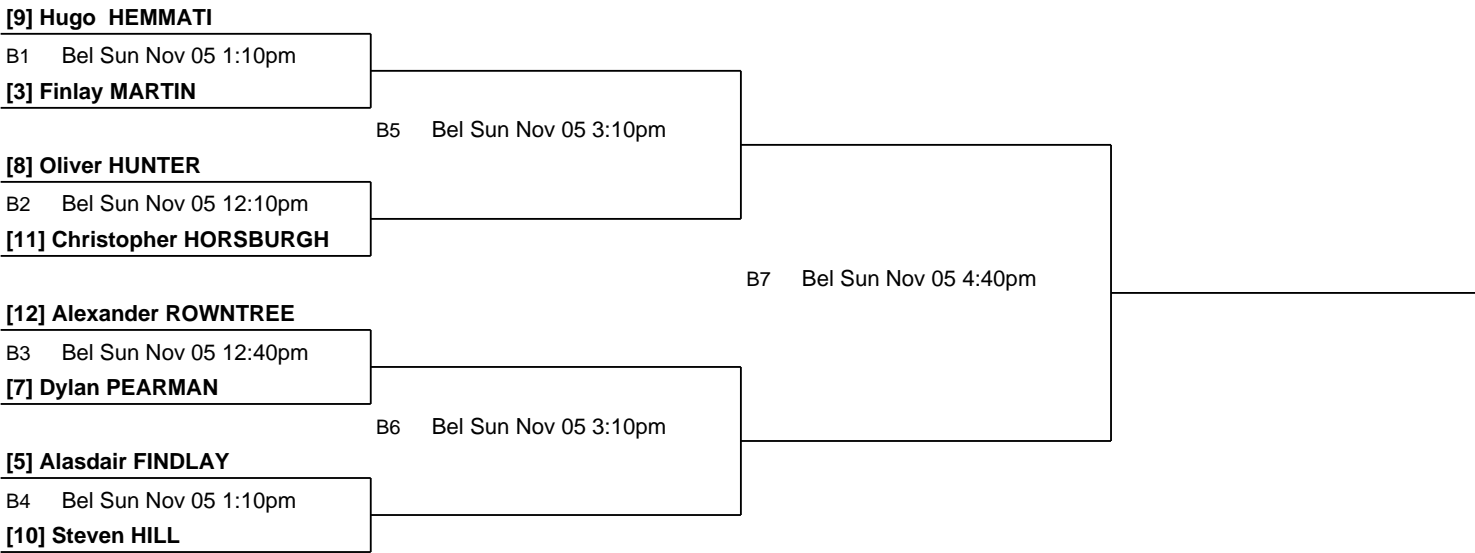 [9] Hugo  HEMMATI
B1 Bel Sun Nov 05 1:10pm
[3] Finlay MARTIN
B5 Bel Sun Nov 05 3:10pm
[8] Oliver HUNTER
B2 Bel Sun Nov 05 12:10pm
[11] Christopher HORSBURGH
B7 Bel Sun Nov 05 4:40pm
[12] Alexander ROWNTREE
B3 Bel Sun Nov 05 12:40pm
[7] Dylan PEARMAN
B6 Bel Sun Nov 05 3:10pm
[5] Alasdair FINDLAY
B4 Bel Sun Nov 05 1:10pm
[10] Steven HILL